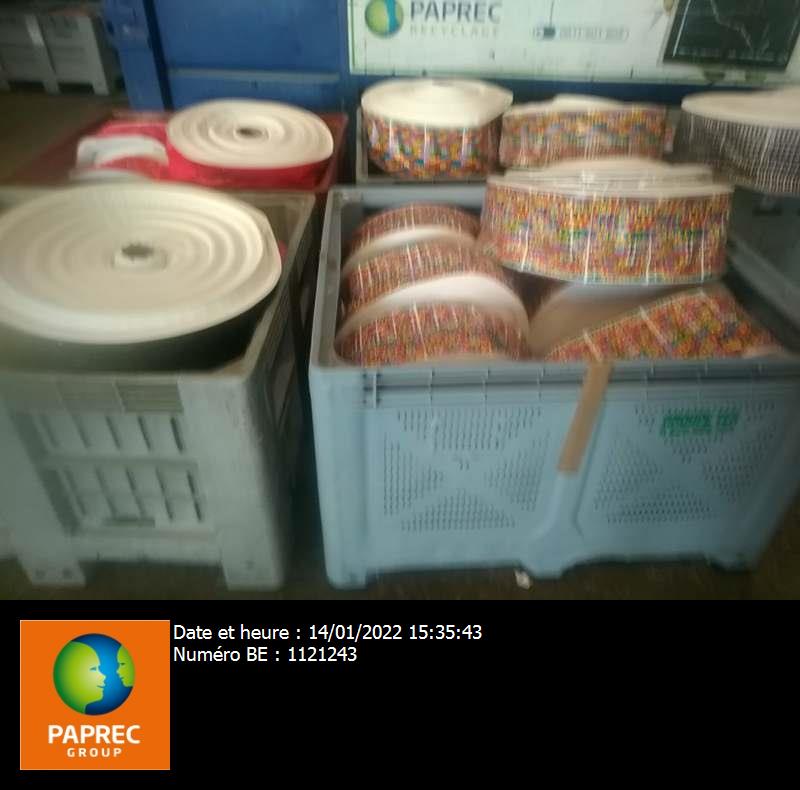 PAPREC
RECYCLAGE
Date et heure : 14/01/2022 15:35:43
Numéro BE : 1121243
PAPREC
GROUP